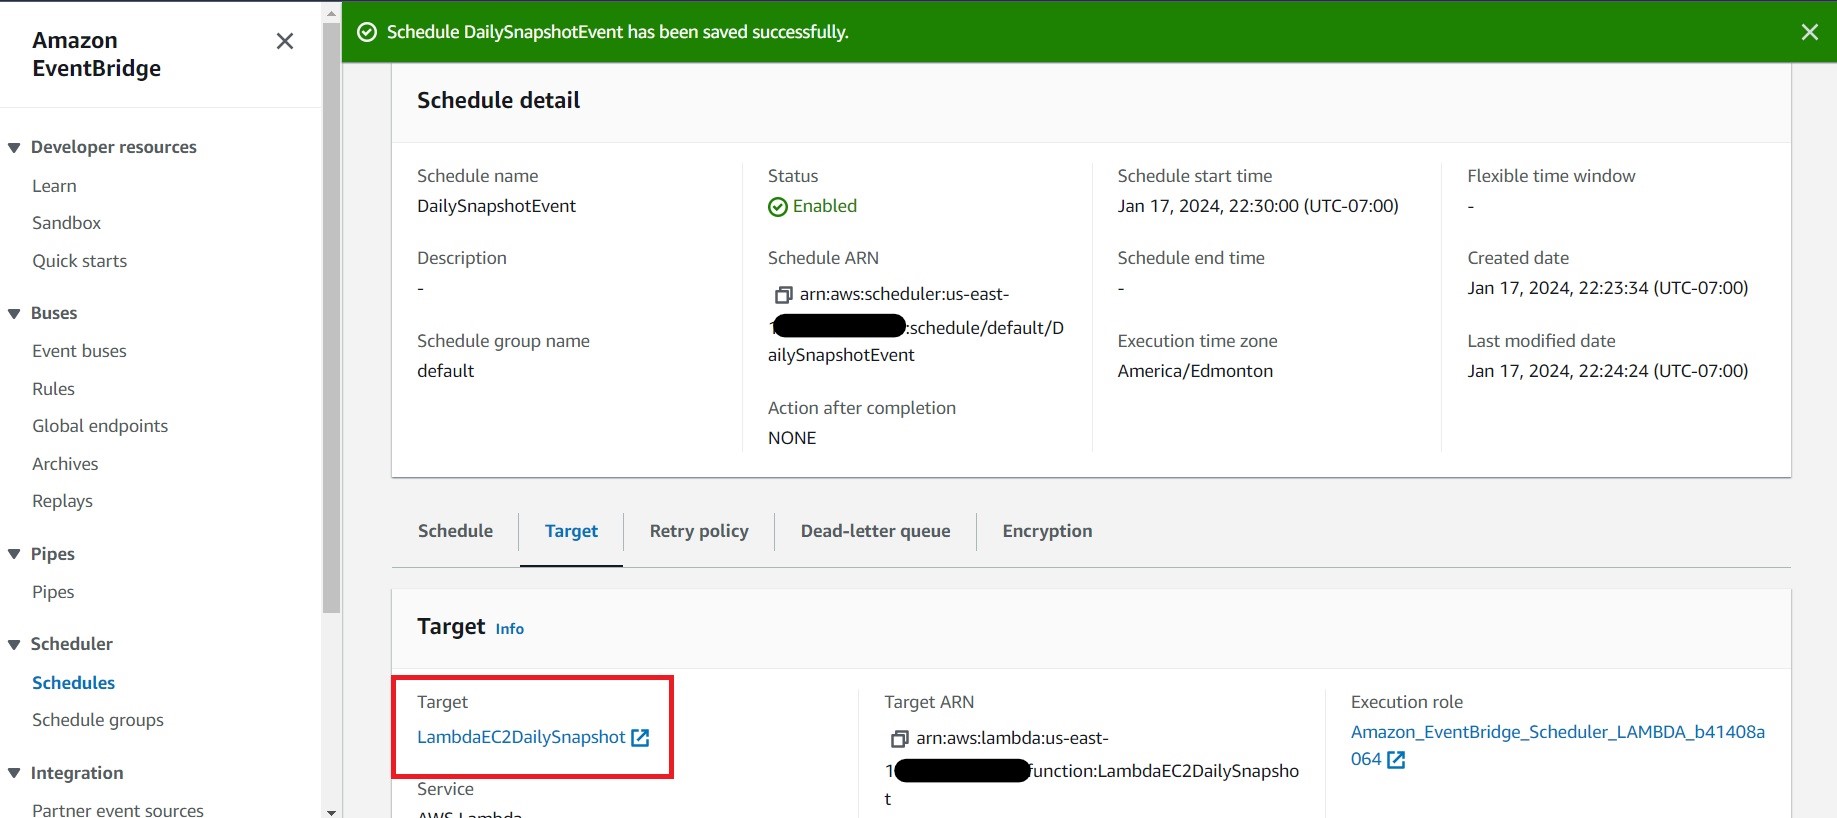 Amazon
EventBridge
Developer resources
Learn
Sandbox
Quick starts
Buses
Event buses
Rules
Global endpoints
Archives
Replays
Pipes
Pipes
Scheduler
Schedules
Schedule groups
Integration
Partner event sources
Schedule DailySnapshotEvent has been saved successfully.
Schedule detail
Schedule name
DailySnapshotEvent
Description
-
Schedule group name
default
Status
Enabled
Schedule ARN
arn:aws:scheduler:us-east-
1 :schedule/default/D
ailySnapshotEvent
Action after completion
NONE
Schedule start time
Jan 17, 2024, 22:30:00 (UTC-07:00)
Schedule end time
-
Execution time zone
America/Edmonton
Flexible time window
-
Created date
Jan 17, 2024, 22:23:34 (UTC-07:00)
Last modified date
Jan 17, 2024, 22:24:24 (UTC-07:00)
Schedule Target Retry policy Dead-letter queue Encryption
Target Info
Target
LambdaEC2DailySnapshot
Service
AWS Lambda
Target ARN
arn:aws:lambda:us-east-
1 function:LambdaEC2DailySnapsho
t
Execution role
Amazon_EventBridge_Scheduler_LAMBDA_b41408a
064